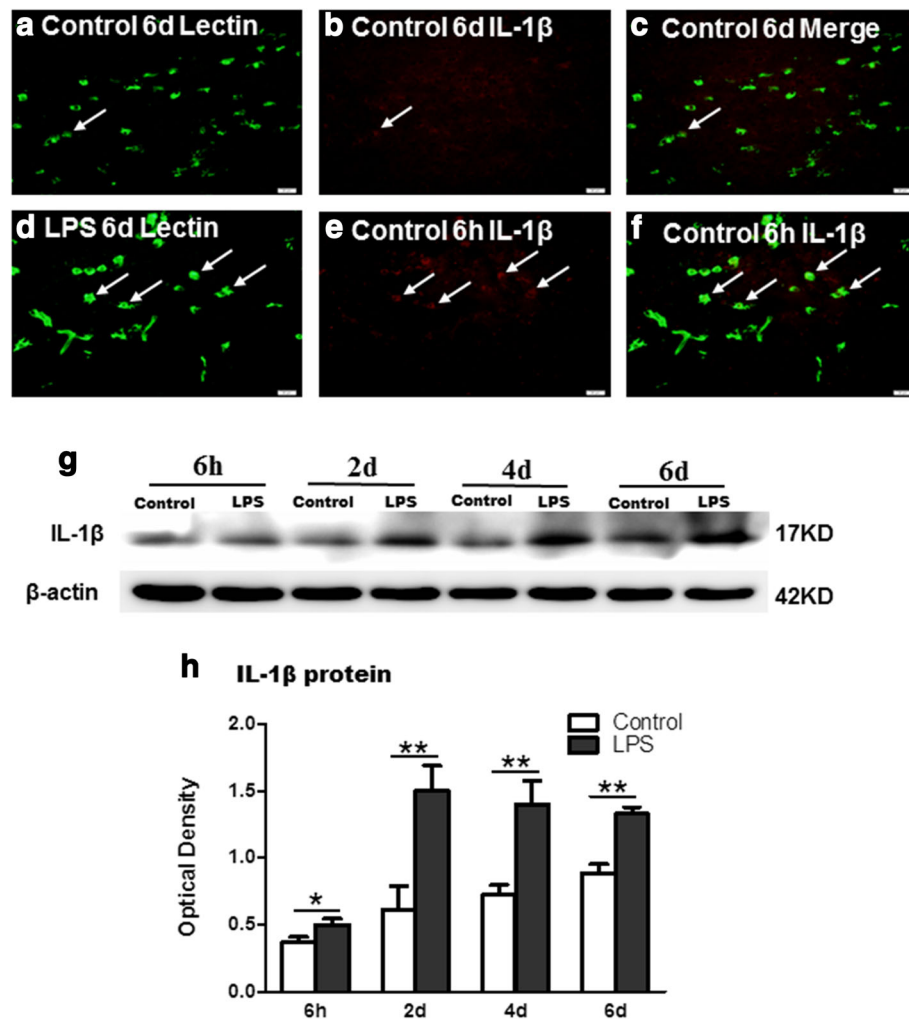 a Control 6d Lectin
b Control 6d IL-1β
c Control 6d Merge
d LPS 6d Lectin
e Control 6h IL-1β
f Control 6h IL-1β
g
6h 2d 4d 6d
Control LPS Control LPS Control LPS Control LPS
IL-1β 17KD
β-actin 42KD
h IL-1β protein
Optical Density
2.0
1.5
1.0
0.5
0.0
Control
LPS
* ** ** **
6h 2d 4d 6d